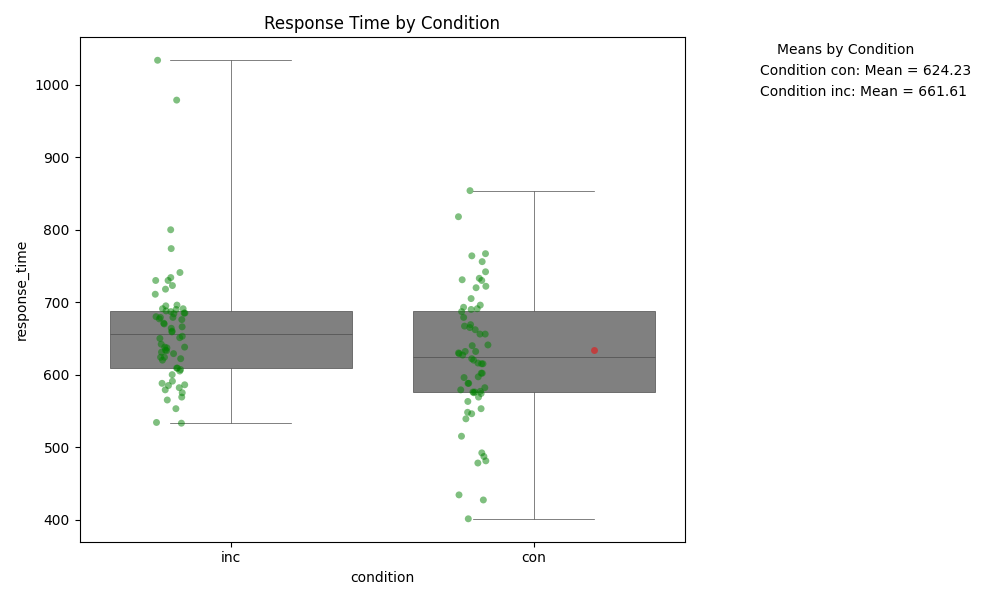 Response Time by Condition
Means by Condition
Condition con: Mean = 624.23
Condition inc: Mean = 661.61
response_time
1000
900
800
700
600
500
400
inc
con
condition